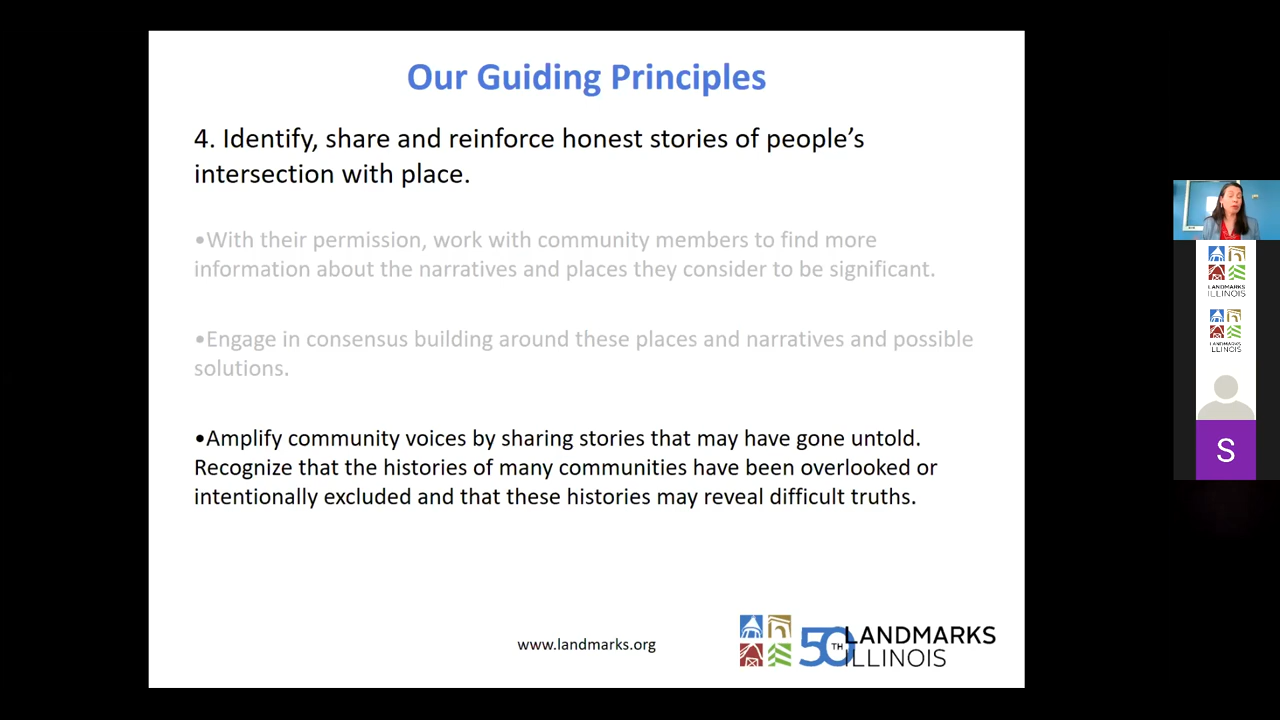 Our Guiding Principles
4. Identify, share and reinforce honest stories of people’s
intersection with place.
•With their permission, work with community members to find more
information about the narratives and places they consider to be significant.
•Engage in consensus building around these places and narratives and possible
solutions.
•Amplify community voices by sharing stories that may have gone untold.
Recognize that the histories of many communities have been overlooked or
intentionally excluded and that these histories may reveal difficult truths.
www.landmarks.org
50TH
LANDMARKS
ILLINOIS
LANDMARKS
ILLINOIS
LANDMARKS
ILLINOIS
S